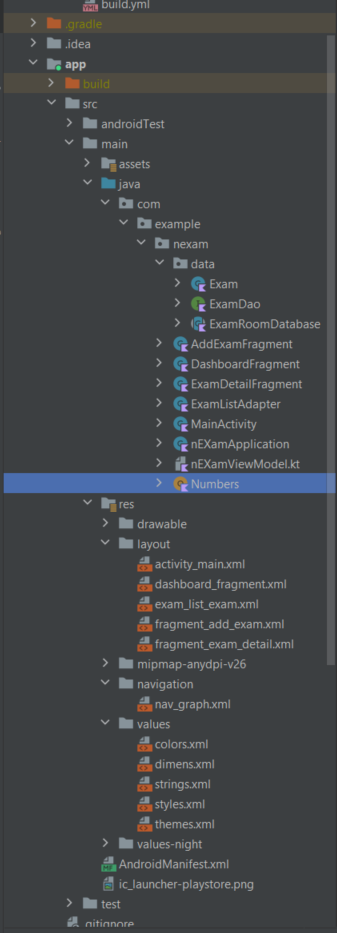 build.yml
.gradle
.idea
app
build
src
androidTest
main
assets
java
com
example
nexam
data
Exam
ExamDao
ExamRoomDatabase
AddExamFragment
DashboardFragment
ExamDetailFragment
ExamListAdapter
MainActivity
nEXamApplication
nEXamViewModel.kt
Numbers
res
drawable
layout
activity_main.xml
dashboard_fragment.xml
exam_list_exam.xml
fragment_add_exam.xml
fragment_exam_detail.xml
mipmap-anydpi-v26
navigation
nav_graph.xml
values
colors.xml
dimens.xml
strings.xml
styles.xml
themes.xml
values-night
AndroidManifest.xml
ic_launcher-playstore.png
test
.gitignore